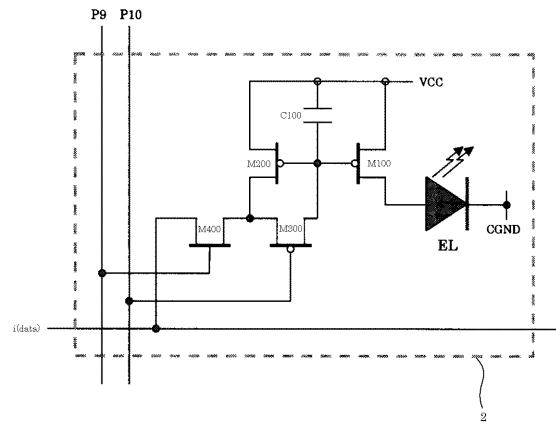 P9 P10
VCC
C100
M200
M100
M400
M300
EL
CGND
i(data)
2